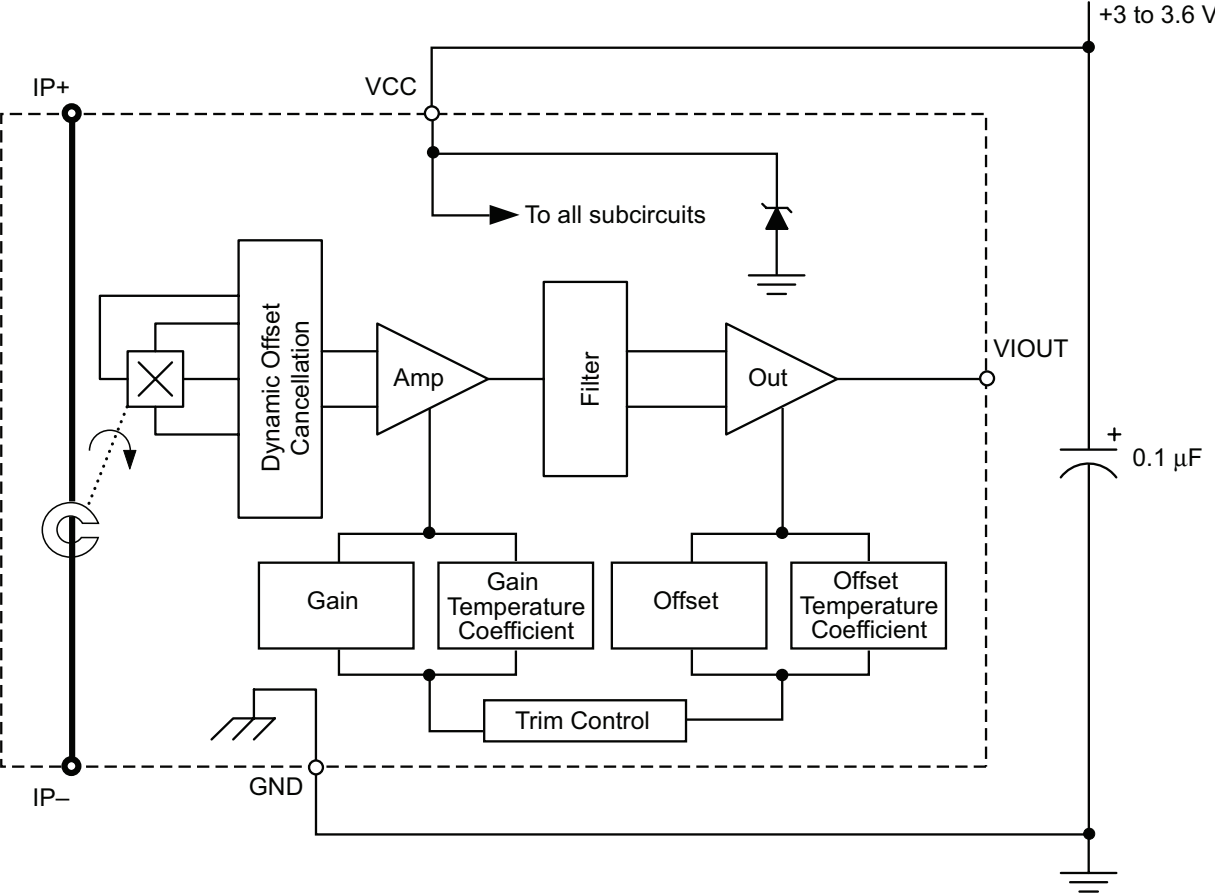 +3 to 3.6 V
IP+
VCC
To all subcircuits
Dynamic Offset
Cancellation
Amp
Filter
Out
VIOUT
+
0.1 µF
Gain
Gain
Temperature
Coefficient
Offset
Offset
Temperature
Coefficient
Trim Control
GND
IP–